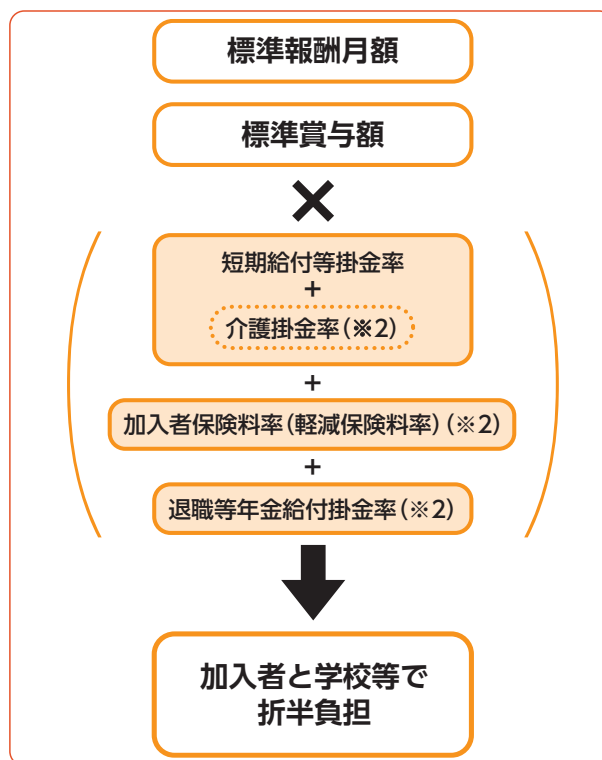 標準報酬月額
標準賞与額
×
短期給付等掛金率
+
介護掛金率(※2)
+
加入者保険料率(軽減保険料率)(※2)
+
退職等年金給付掛金率(※2)
加入者と学校等で
折半負担